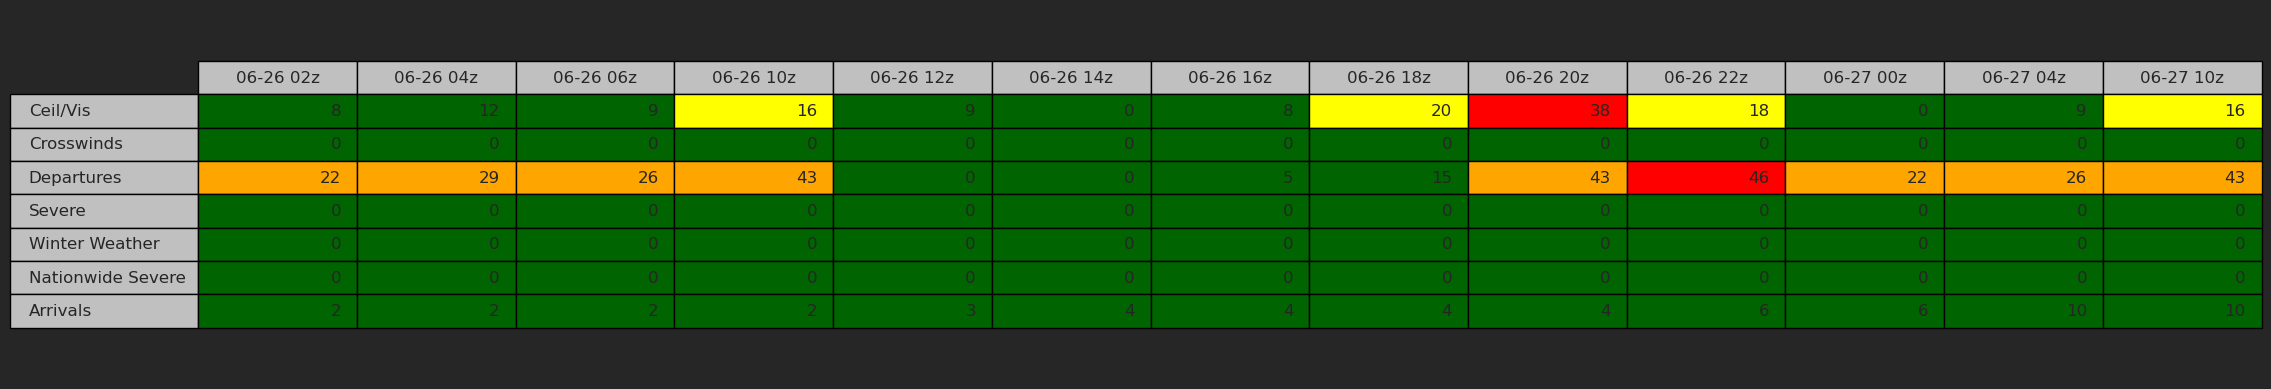 06-26 02z 06-26 04z 06-26 06z 06-26 10z 06-26 12z 06-26 14z 06-26 16z 06-26 18z 06-26 20z 06-26 22z 06-27 00z 06-27 04z 06-27 10z
Ceil/Vis 8 12 9 16 9 0 8 20 38 18 0 9 16
Crosswinds 0 0 0 0 0 0 0 0 0 0 0 0 0
Departures 22 29 26 43 0 0 5 15 43 46 22 26 43
Severe 0 0 0 0 0 0 0 0 0 0 0 0 0
Winter Weather 0 0 0 0 0 0 0 0 0 0 0 0 0
Nationwide Severe 0 0 0 0 0 0 0 0 0 0 0 0 0
Arrivals 2 2 2 2 3 4 4 4 4 6 6 10 10